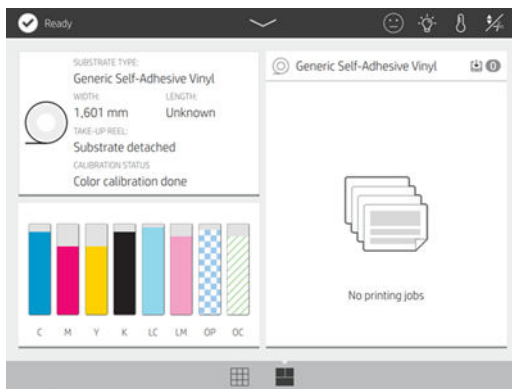 Ready
SUBSTRATE TYPE:
Generic Self-Adhesive Vinyl
WIDTH: LENGTH:
1,601 mm Unknown
TAKE-UP REEL:
Substrate detached
CALIBRATION STATUS
Color calibration done
C M Y K LC LM OP OC
Generic Self-Adhesive Vinyl 0
No printing jobs